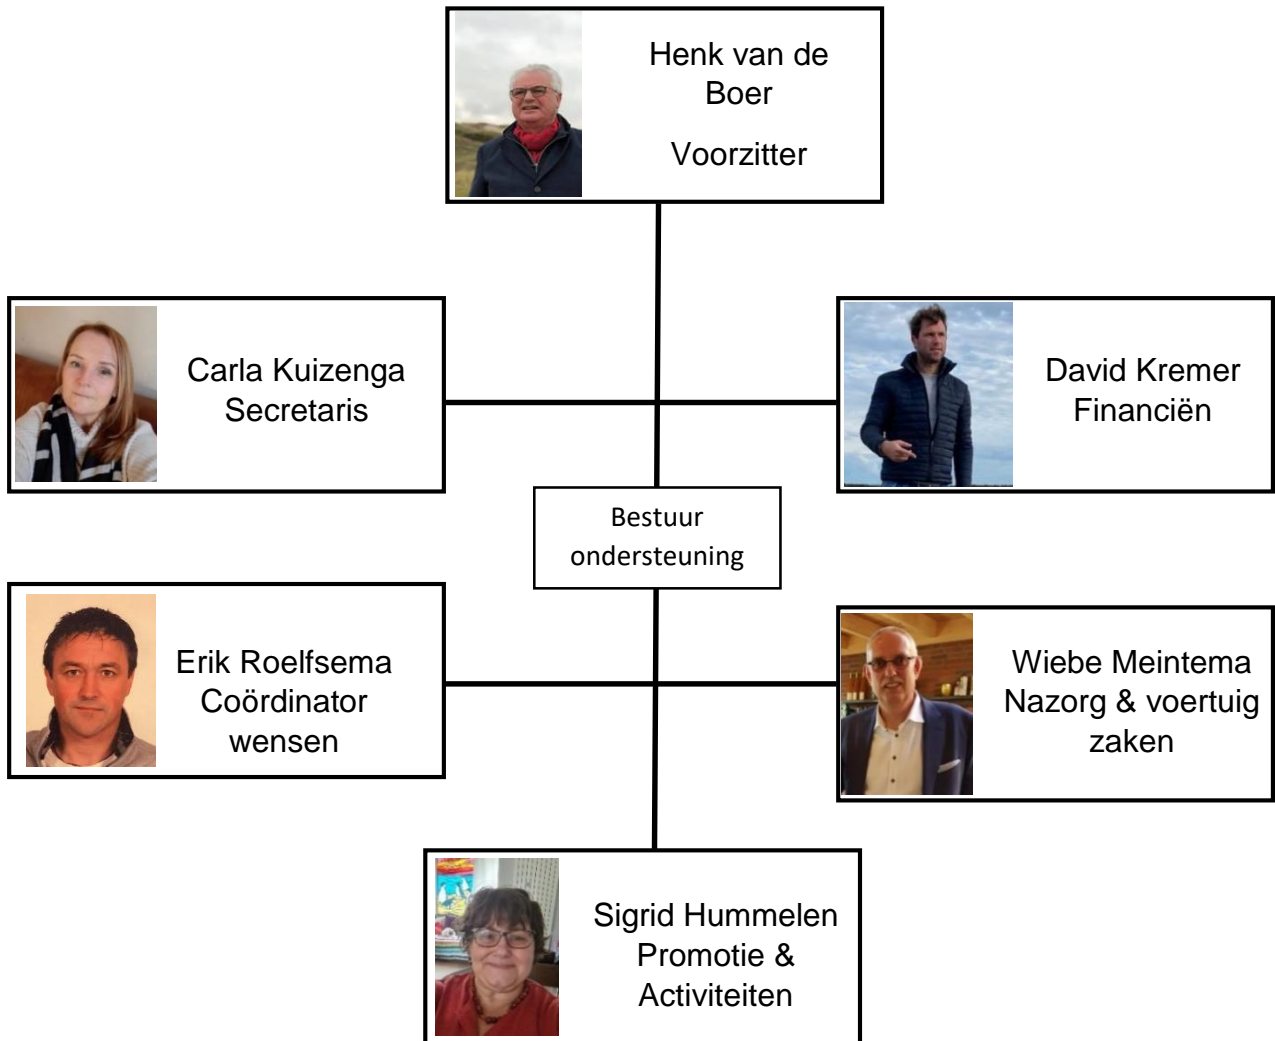 Henk van de
Boer
Voorzitter
Carla Kuizenga
Secretaris
David Kremer
Financiën
Bestuur
ondersteuning
Erik Roelfsema
Coördinator
wensen
Wiebe Meintema
Nazorg & voertuig
zaken
Sigrid Hummelen
Promotie &
Activiteiten